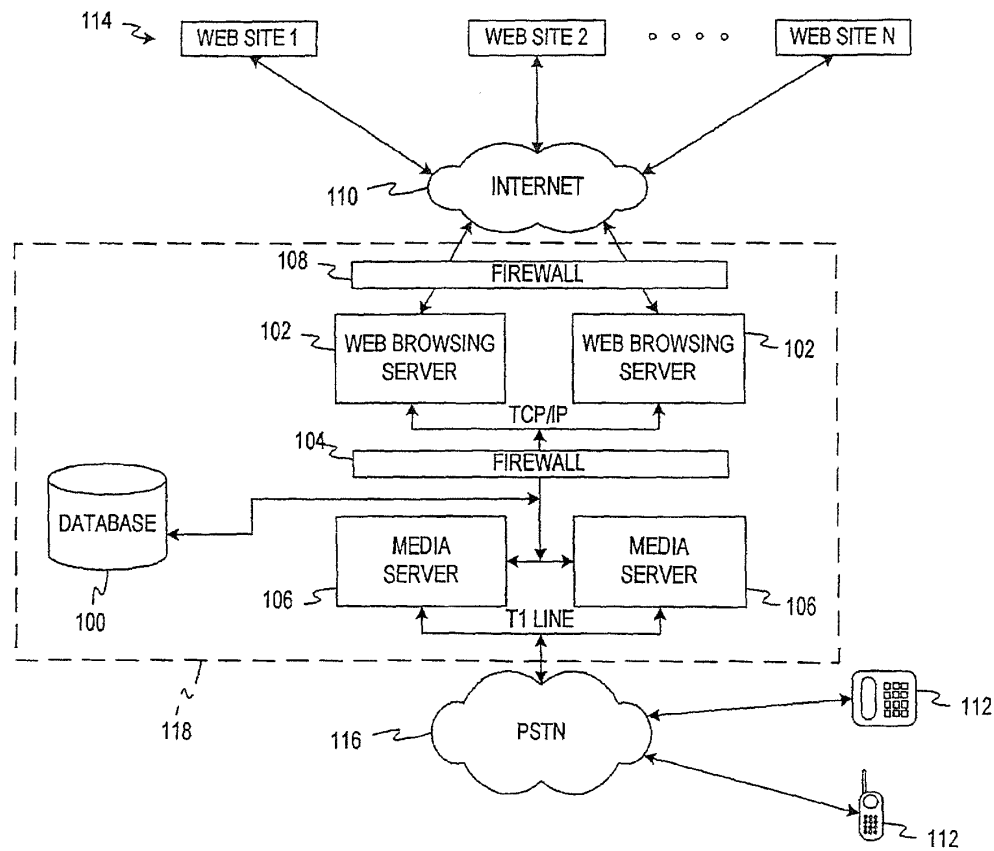 114
WEB SITE 1
WEB SITE 2
WEB SITE N
110
INTERNET
108
FIREWALL
102
WEB BROWSING
SERVER
WEB BROWSING
SERVER
102
TCP/IP
104
FIREWALL
DATABASE
100
MEDIA
SERVER
MEDIA
SERVER
106
106
T1 LINE
118
116
PSTN
112
112